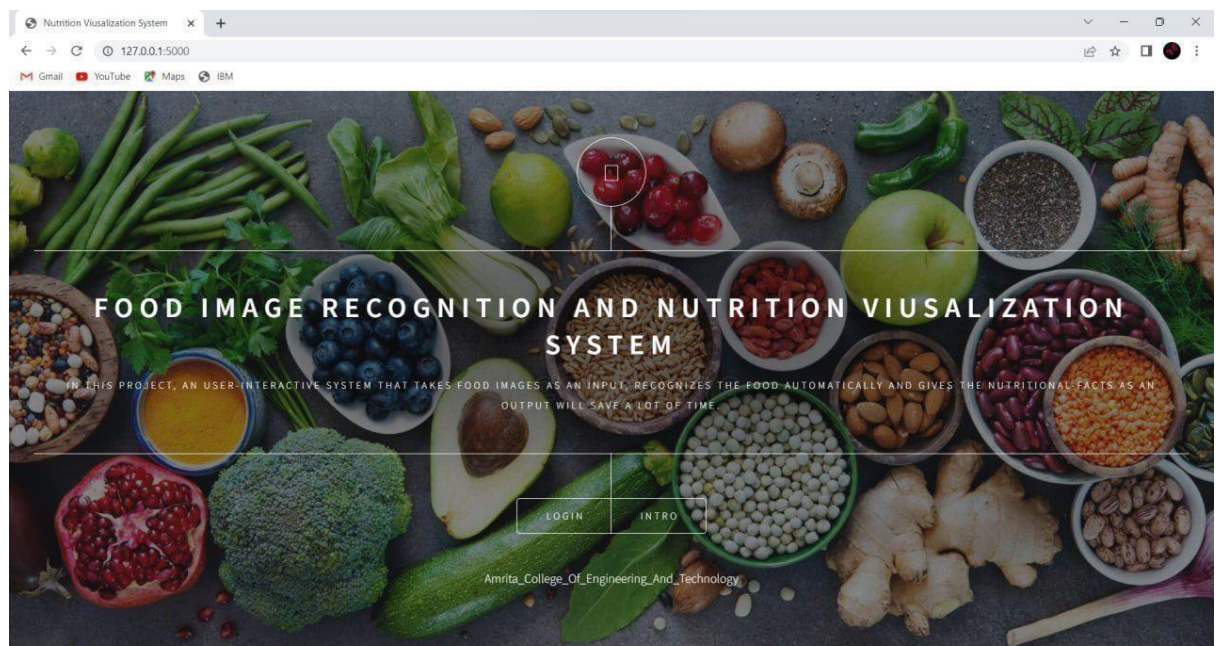 Nutrition Viusalization System
127.0.0.1:5000
Gmail YouTube Maps IBM
FOOD IMAGE RECOGNITION AND NUTRITION VIUSALIZATION
SYSTEM
IN THIS PROJECT, AN USER-INTERACTIVE SYSTEM THAT TAKES FOOD IMAGES AS AN INPUT, RECOGNIZES THE FOOD AUTOMATICALLY AND GIVES THE NUTRITIONAL-FACTS AS AN
OUTPUT WILL SAVE A LOT OF TIME.
LOGIN INTRO
Amrita_College_Of_Engineering_And_Technology